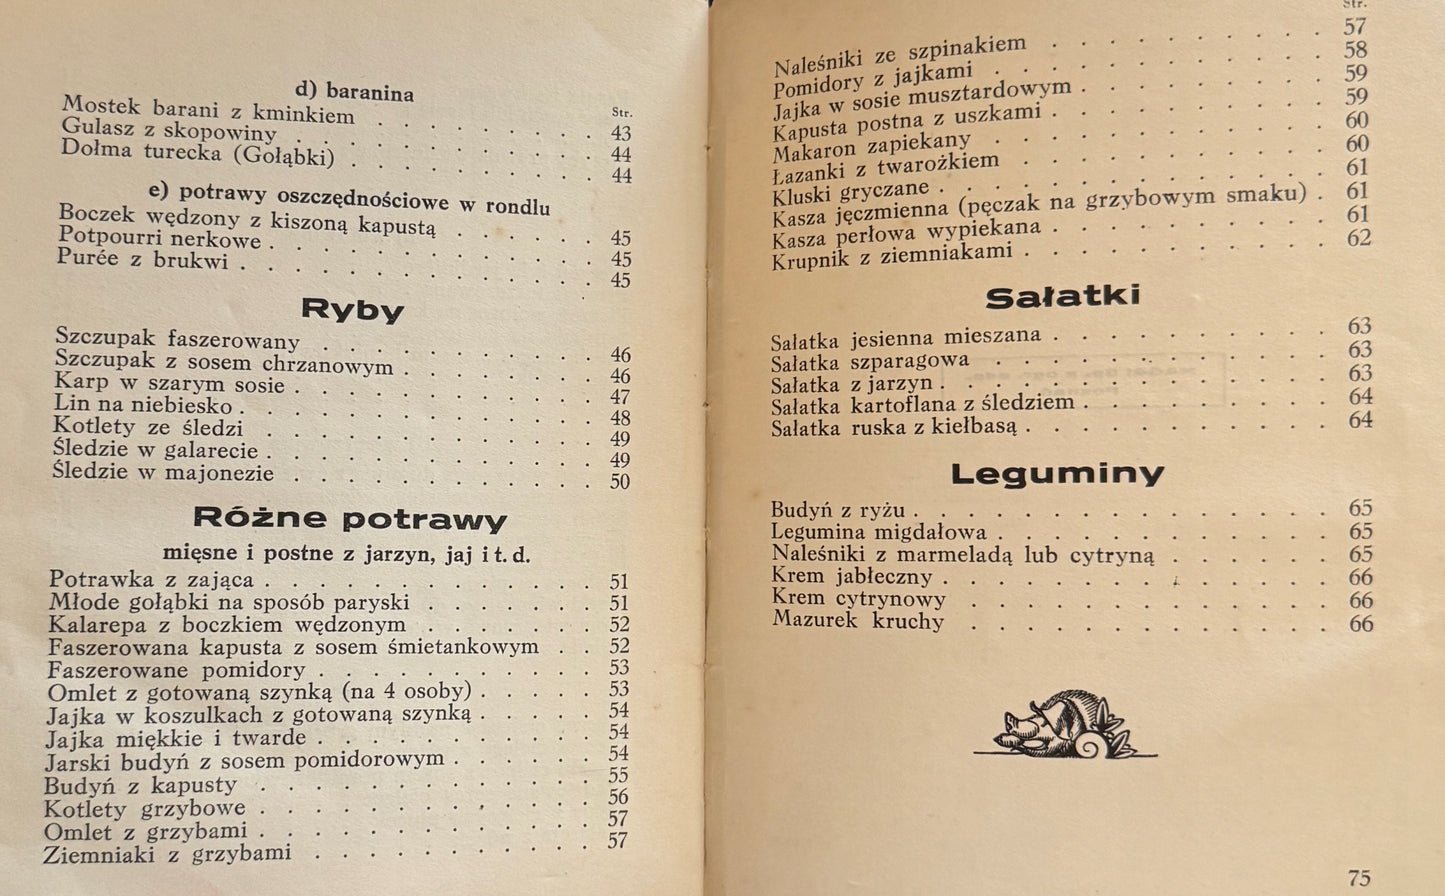 d) baranina
Str.
Mostek barani z kminkiem . . . . . . . . 43
Gulasz z skopowiny . . . . . . . . . . . 44
Dołma turecka (Gołąbki) . . . . . . . . . 44
e) potrawy oszczędnościowe w rondlu
Boczek wędzony z kiszoną kapustą . . . . . . 45
Potpourri nerkowe . . . . . . . . . . . . 45
Purée z brukwi . . . . . . . . . . . . . 45
Ryby
Szczupak faszerowany . . . . . . . . . . 46
Szczupak z sosem chrzanowym . . . . . . . 46
Karp w szarym sosie . . . . . . . . . . . 47
Lin na niebiesko . . . . . . . . . . . . . 48
Kotlety ze śledzi . . . . . . . . . . . . 49
Śledzie w galarecie . . . . . . . . . . . . 49
Śledzie w majonezie . . . . . . . . . . . 50
Różne potrawy
mięsne i postne z jarzyn, jaj i t. d.
Potrawka z zająca . . . . . . . . . . . . 51
Młode gołąbki na sposób paryski . . . . . . 51
Kalarepa z boczkiem wędzonym . . . . . . 52
Faszerowana kapusta z sosem śmietankowym . . 52
Faszerowane pomidory . . . . . . . . . . 53
Omlet z gotowaną szynką (na 4 osoby) . . . . . 53
Jajka w koszulkach z gotowaną szynką . . . . . 54
Jajka miękkie i twarde . . . . . . . . . . 54
Jarski budyń z sosem pomidorowym . . . . . . 54
Budyń z kapusty . . . . . . . . . . . . 55
Kotlety grzybowe . . . . . . . . . . . . 56
Omlet z grzybami . . . . . . . . . . . . 57
Ziemniaki z grzybami . . . . . . . . . . 57
Str.
Naleśniki ze szpinakiem . . . . . . . . . . 57
Pomidory z jajkami . . . . . . . . . . . . 58
Jajka w sosie musztardowym . . . . . . . . . 59
Kapusta postna z uszkami . . . . . . . . . . 59
Makaron zapiekany . . . . . . . . . . . . 60
Łazanki z twarożkiem . . . . . . . . . . . 60
Kluski gryczane . . . . . . . . . . . . . 61
Kasza jęczmienna (pęczak na grzybowym smaku) . 61
Kasza perłowa wypiekana . . . . . . . . . . 61
Krupnik z ziemniakami . . . . . . . . . . . 62
Sałatki
Sałatka jesienna mieszana . . . . . . . . . . 63
Sałatka szparagowa . . . . . . . . . . . . 63
Sałatka z jarzyn . . . . . . . . . . . . . 63
Sałatka kartoflana z śledziem . . . . . . . . . 64
Sałatka ruska z kiełbasą . . . . . . . . . . . 64
Leguminy
Budyń z ryżu . . . . . . . . . . . . . . 65
Legumina migdałowa . . . . . . . . . . . . 65
Naleśniki z marmeladą lub cytryną . . . . . . 65
Krem jabłeczny . . . . . . . . . . . . . 66
Krem cytrynowy . . . . . . . . . . . . 66
Mazurek kruchy . . . . . . . . . . . . 66
75